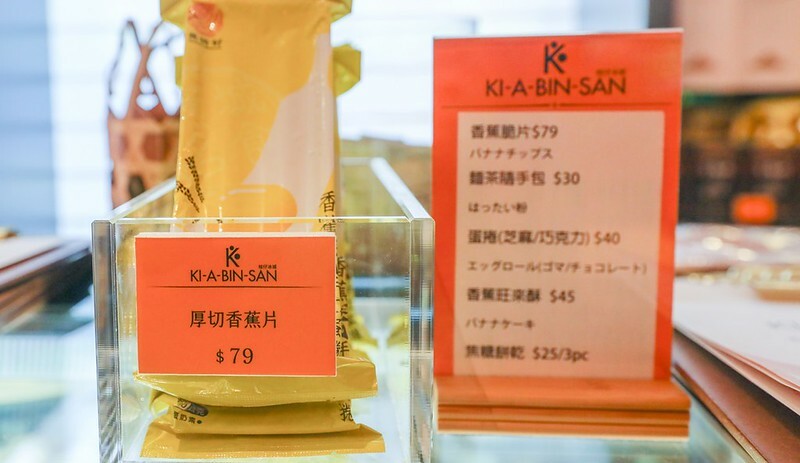 香蕉
KI-A-BIN-SAN
厚切香蕉片
$79
KI-A-BIN-SAN
香蕉脆片$79
バナナチップス
麵茶隨手包 $30
はったい粉
蛋捲(芝麻/巧克力) $40
エッグロール(ゴマ/チョコレート)
香蕉旺來酥 $45
バナナケーキ
焦糖餅乾 $25/3pc